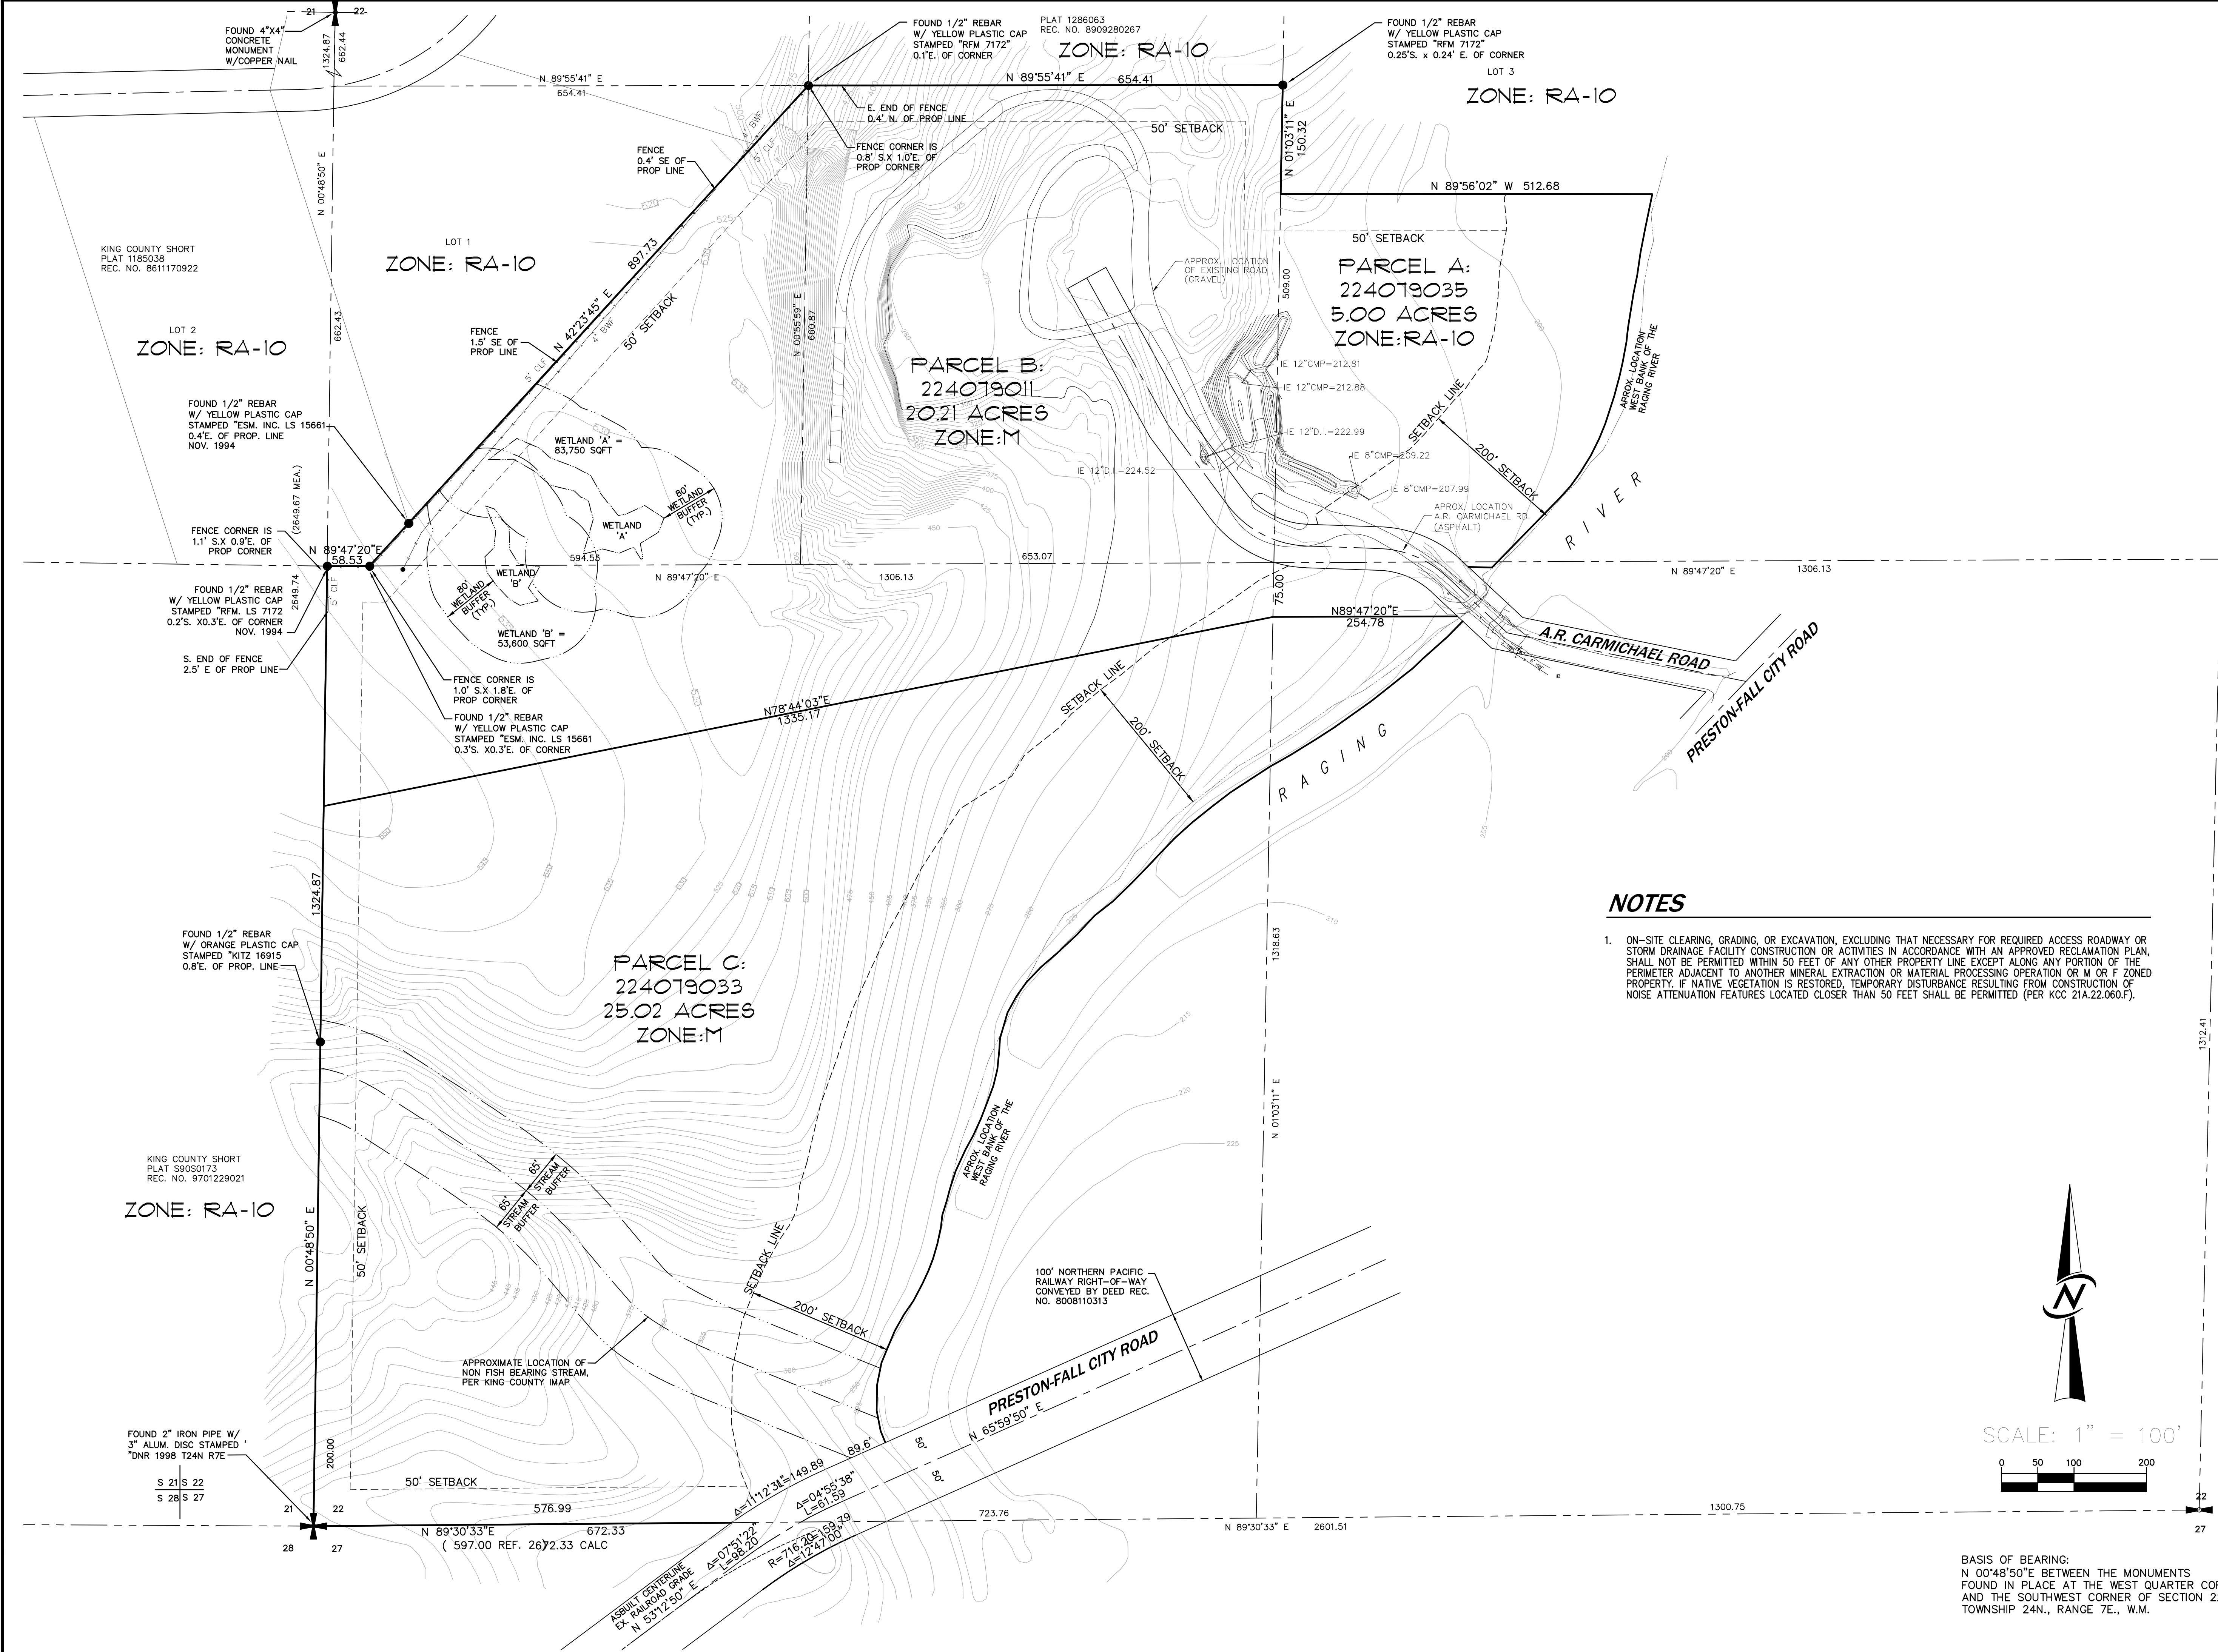 21 22
FOUND 4"X4"
CONCRETE
MONUMENT
W/COPPER NAIL
1324.87
662.44
N 89°55'41" E
654.41
FOUND 1/2" REBAR
W/ YELLOW PLASTIC CAP
STAMPED "RFM 7172"
0.1'E. OF CORNER
PLAT 1286063
REC. NO. 8909280267
ZONE: RA-10
N 89°55'41" E 654.41
FOUND 1/2" REBAR
W/ YELLOW PLASTIC CAP
STAMPED "RFM 7172"
0.25'S. x 0.24' E. OF CORNER
LOT 3
ZONE: RA-10
E. END OF FENCE
0.4' N. OF PROP LINE
FENCE CORNER IS
0.8' S.X 1.0'E. OF
PROP CORNER
50' SETBACK
N 01°03'11" E
150.32
N 89°56'02" W 512.68
50' SETBACK
FENCE
0.4' SE OF
PROP LINE
4' BWF
5' CLF
N 00°48'50" E
KING COUNTY SHORT
PLAT 1185038
REC. NO. 8611170922
LOT 1
ZONE: RA-10
LOT 2
ZONE: RA-10
662.43
N 42°23'45" E 897.73
50' SETBACK
FENCE
1.5' SE OF
PROP LINE
5' CLF
4' BWF
N 00°55'59" E
660.87
APPROX. LOCATION
OF EXISTING ROAD
(GRAVEL)
509.00
PARCEL A:
224079035
5.00 ACRES
ZONE:RA-10
PARCEL B:
224079011
20.21 ACRES
ZONE:M
IE 12"CMP=212.81
IE 12"CMP=212.88
IE 12"D.I.=222.99
IE 12"D.I.=224.52
IE 8"CMP=209.22
IE 8"CMP=207.99
SETBACK LINE
200' SETBACK
APROX. LOCATION
WEST BANK OF THE
RAGING RIVER
APROX. LOCATION
A.R. CARMICHAEL RD.
(ASPHALT)
RIVER
FOUND 1/2" REBAR
W/ YELLOW PLASTIC CAP
STAMPED "ESM. INC. LS 15661
0.4'E. OF PROP. LINE
NOV. 1994
WETLAND 'A' =
83,750 SQFT
WETLAND
'A'
80'
WETLAND
BUFFER
(TYP.)
(2649.67 MEA.)
2649.74
FENCE CORNER IS
1.1' S.X 0.9'E. OF
PROP CORNER
N 89°47'20"E
58.53
594.53
N 89°47'20" E
1306.13
653.07
N 89°47'20" E
1306.13
5' CLF
FOUND 1/2" REBAR
W/ YELLOW PLASTIC CAP
STAMPED "RFM. LS 7172
0.2'S. X0.3'E. OF CORNER
NOV. 1994
WETLAND
'B'
80'
WETLAND
BUFFER
(TYP.)
WETLAND 'B' =
53,600 SQFT
S. END OF FENCE
2.5' E OF PROP LINE
FENCE CORNER IS
1.0' S.X 1.8'E. OF
PROP CORNER
FOUND 1/2" REBAR
W/ YELLOW PLASTIC CAP
STAMPED "ESM. INC. LS 15661
0.3'S. X0.3'E. OF CORNER
75.00
N89°47'20"E
254.78
A.R. CARMICHAEL ROAD
PRESTON-FALL CITY ROAD
N78°44'03"E
1335.17
SETBACK LINE
200' SETBACK
RAGING
1324.87
FOUND 1/2" REBAR
W/ ORANGE PLASTIC CAP
STAMPED "KITZ 16915
0.8'E. OF PROP. LINE
PARCEL C:
224079033
25.02 ACRES
ZONE:M
1318.63
N 01°03'11" E
NOTES
1. ON-SITE CLEARING, GRADING, OR EXCAVATION, EXCLUDING THAT NECESSARY FOR REQUIRED ACCESS ROADWAY OR
STORM DRAINAGE FACILITY CONSTRUCTION OR ACTIVITIES IN ACCORDANCE WITH AN APPROVED RECLAMATION PLAN,
SHALL NOT BE PERMITTED WITHIN 50 FEET OF ANY OTHER PROPERTY LINE EXCEPT ALONG ANY PORTION OF THE
PERIMETER ADJACENT TO ANOTHER MINERAL EXTRACTION OR MATERIAL PROCESSING OPERATION OR M OR F ZONED
PROPERTY. IF NATIVE VEGETATION IS RESTORED, TEMPORARY DISTURBANCE RESULTING FROM CONSTRUCTION OF
NOISE ATTENUATION FEATURES LOCATED CLOSER THAN 50 FEET SHALL BE PERMITTED (PER KCC 21A.22.060.F).
1312.41
APROX. LOCATION
WEST BANK OF THE
RAGING RIVER
KING COUNTY SHORT
PLAT S90S0173
REC. NO. 9701229021
ZONE: RA-10
N 00°48'50" E
50' SETBACK
65'
STREAM
BUFFER
65'
STREAM
BUFFER
SETBACK LINE
200' SETBACK
100' NORTHERN PACIFIC
RAILWAY RIGHT-OF-WAY
CONVEYED BY DEED REC.
NO. 8008110313
APPROXIMATE LOCATION OF
NON FISH BEARING STREAM,
PER KING COUNTY IMAP
PRESTON-FALL CITY ROAD
N 65°59'50" E
89.6'
50'
50'
N
SCALE: 1" = 100'
0 50 100 200
FOUND 2" IRON PIPE W/
3" ALUM. DISC STAMPED '
"DNR 1998 T24N R7E
S 21 S 22
S 28 S 27
200.00
50' SETBACK
21 22
28 27
576.99
N 89°30'33"E 672.33
( 597.00 REF. 2672.33 CALC
Δ=11°12'31" L=149.89
Δ=04°55'38"
L=61.59
Δ=07°51'22"
L=98.20
R=716.20 L=159.79
Δ=12°47'00"
ASBUILT CENTERLINE
EX. RAILROAD GRADE
N 53°12'50" E
723.76
N 89°30'33" E 2601.51
1300.75
22
27
BASIS OF BEARING:
N 00°48'50"E BETWEEN THE MONUMENTS
FOUND IN PLACE AT THE WEST QUARTER
AND THE SOUTHWEST CORNER OF SECTION
TOWNSHIP 24N., RANGE 7E., W.M.